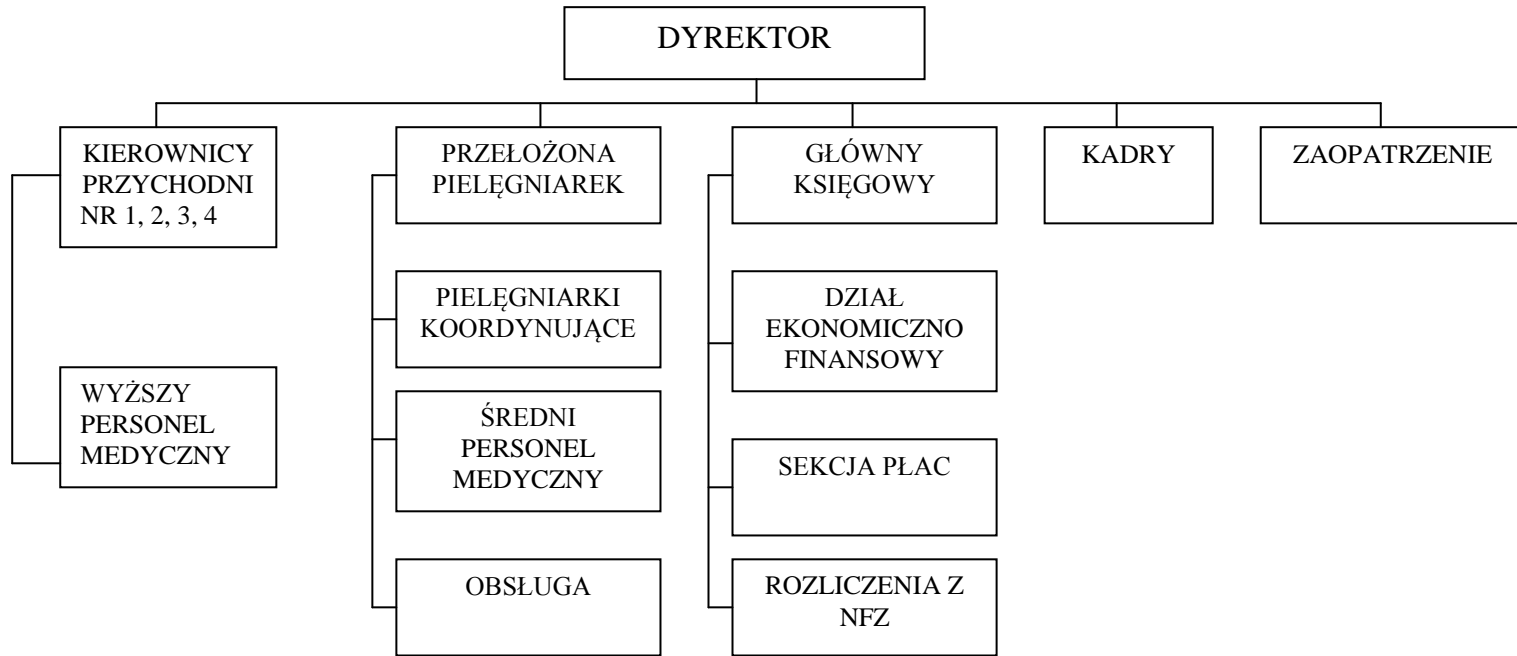 DYREKTOR
KIEROWNICY
PRZYCHODNI
NR 1, 2, 3, 4
PRZEŁOŻONA
PIELĘGNIAREK
GŁÓWNY
KSIĘGOWY
KADRY
ZAOPATRZENIE
PIELĘGNIARKI
KOORDYNUJĄCE
DZIAŁ
EKONOMICZNO
FINANSOWY
WYŻSZY
PERSONEL
MEDYCZNY
ŚREDNI
PERSONEL
MEDYCZNY
SEKCJA PŁAC
OBSŁUGA
ROZLICZENIA Z
NFZ